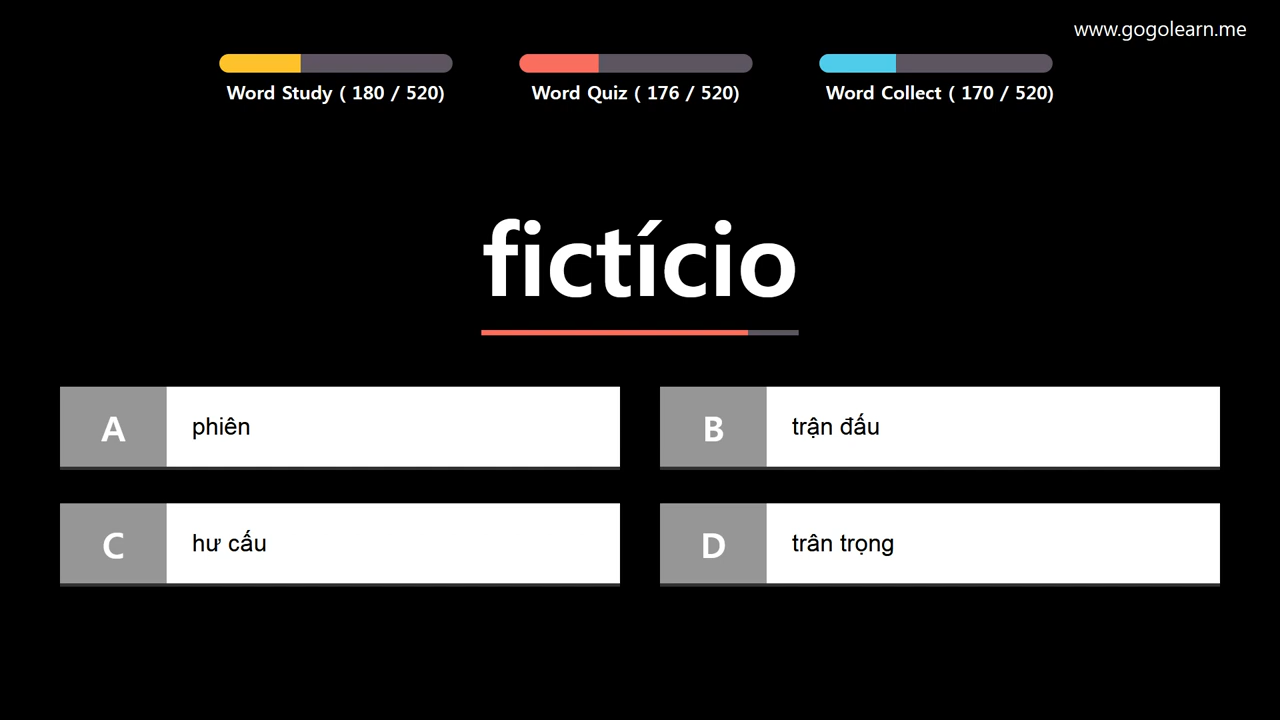 www.gogolearn.me
Word Study ( 180 / 520)
Word Quiz ( 176 / 520)
Word Collect ( 170 / 520)
fictício
A phiên
B trận đấu
C hư cấu
D trân trọng